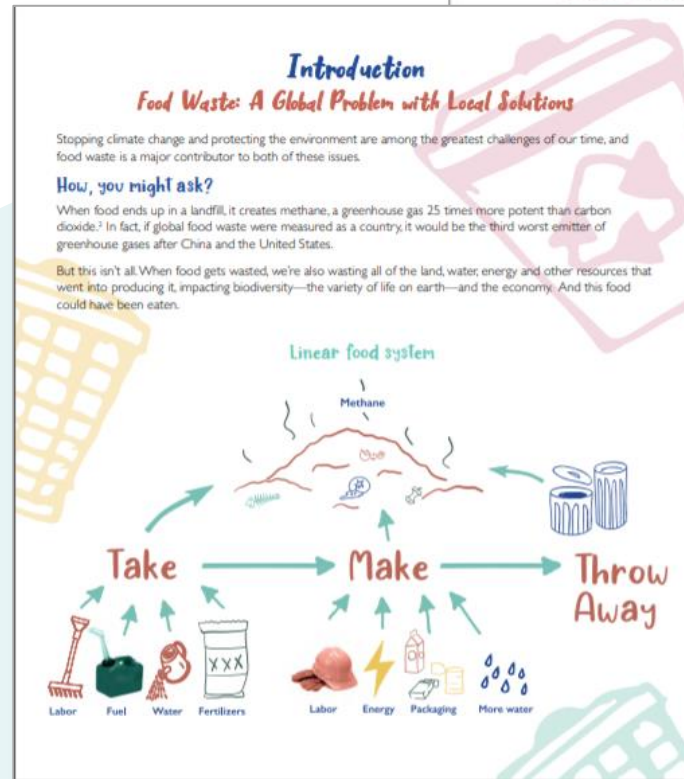 Introduction
Food Waste: A Global Problem with Local Solutions
Stopping climate change and protecting the environment are among the greatest challenges of our time, and
food waste is a major contributor to both of these issues.
How, you might ask?
When food ends up in a landfill, it creates methane, a greenhouse gas 25 times more potent than carbon
dioxide.² In fact, if global food waste were measured as a country, it would be the third worst emitter of
greenhouse gases after China and the United States.
But this isn't all. When food gets wasted, we're also wasting all of the land, water, energy and other resources that
went into producing it, impacting biodiversity—the variety of life on earth—and the economy. And this food
could have been eaten.
Linear food system
Methane
Take
Make
Throw
Away
XXX
Labor
Fuel
Water
Fertilizers
Labor
Energy
Packaging
More water